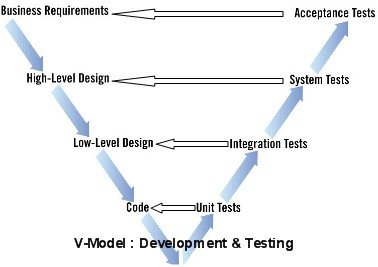 Business Requirements
Acceptance Tests
High-Level Design
System Tests
Low-Level Design
Integration Tests
Code
Unit Tests
V-Model : Development & Testing